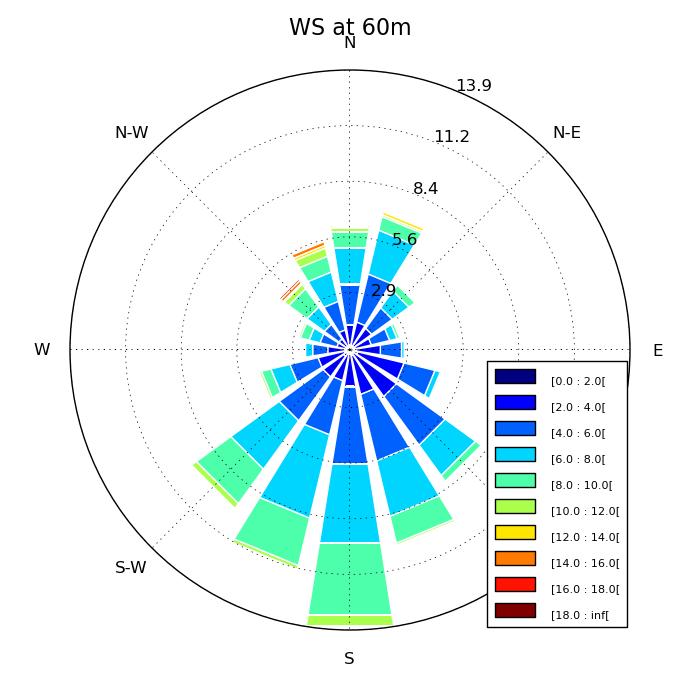 WS at 60m
N
13.9
N-W
N-E
11.2
8.4
5.6
2.9
W
E
[0.0 : 2.0[
[2.0 : 4.0[
[4.0 : 6.0[
[6.0 : 8.0[
[8.0 : 10.0[
[10.0 : 12.0[
[12.0 : 14.0[
[14.0 : 16.0[
[16.0 : 18.0[
[18.0 : inf[
S-W
S